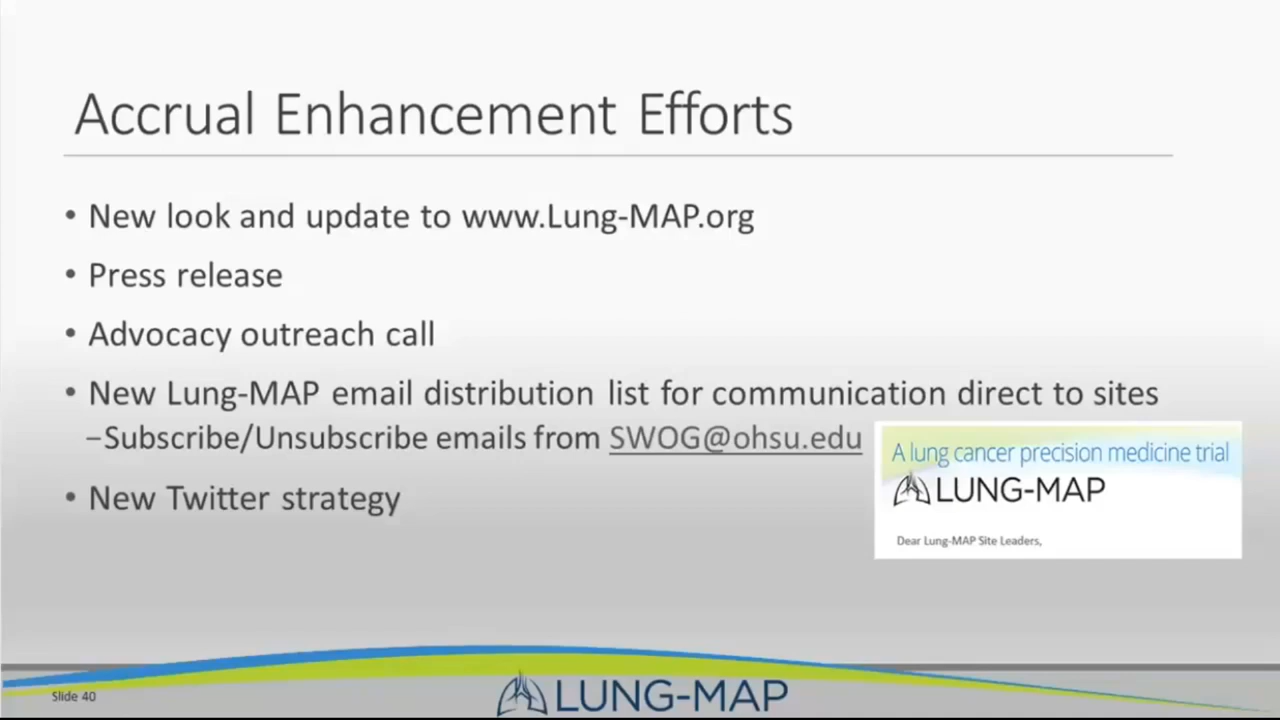 Accrual Enhancement Efforts
• New look and update to www.Lung-MAP.org
• Press release
• Advocacy outreach call
• New Lung-MAP email distribution list for communication direct to sites
–Subscribe/Unsubscribe emails from SWOG@ohsu.edu
A lung cancer precision medicine trial
LUNG-MAP
Dear Lung-MAP Site Leaders,
• New Twitter strategy
Slide 40
LUNG-MAP